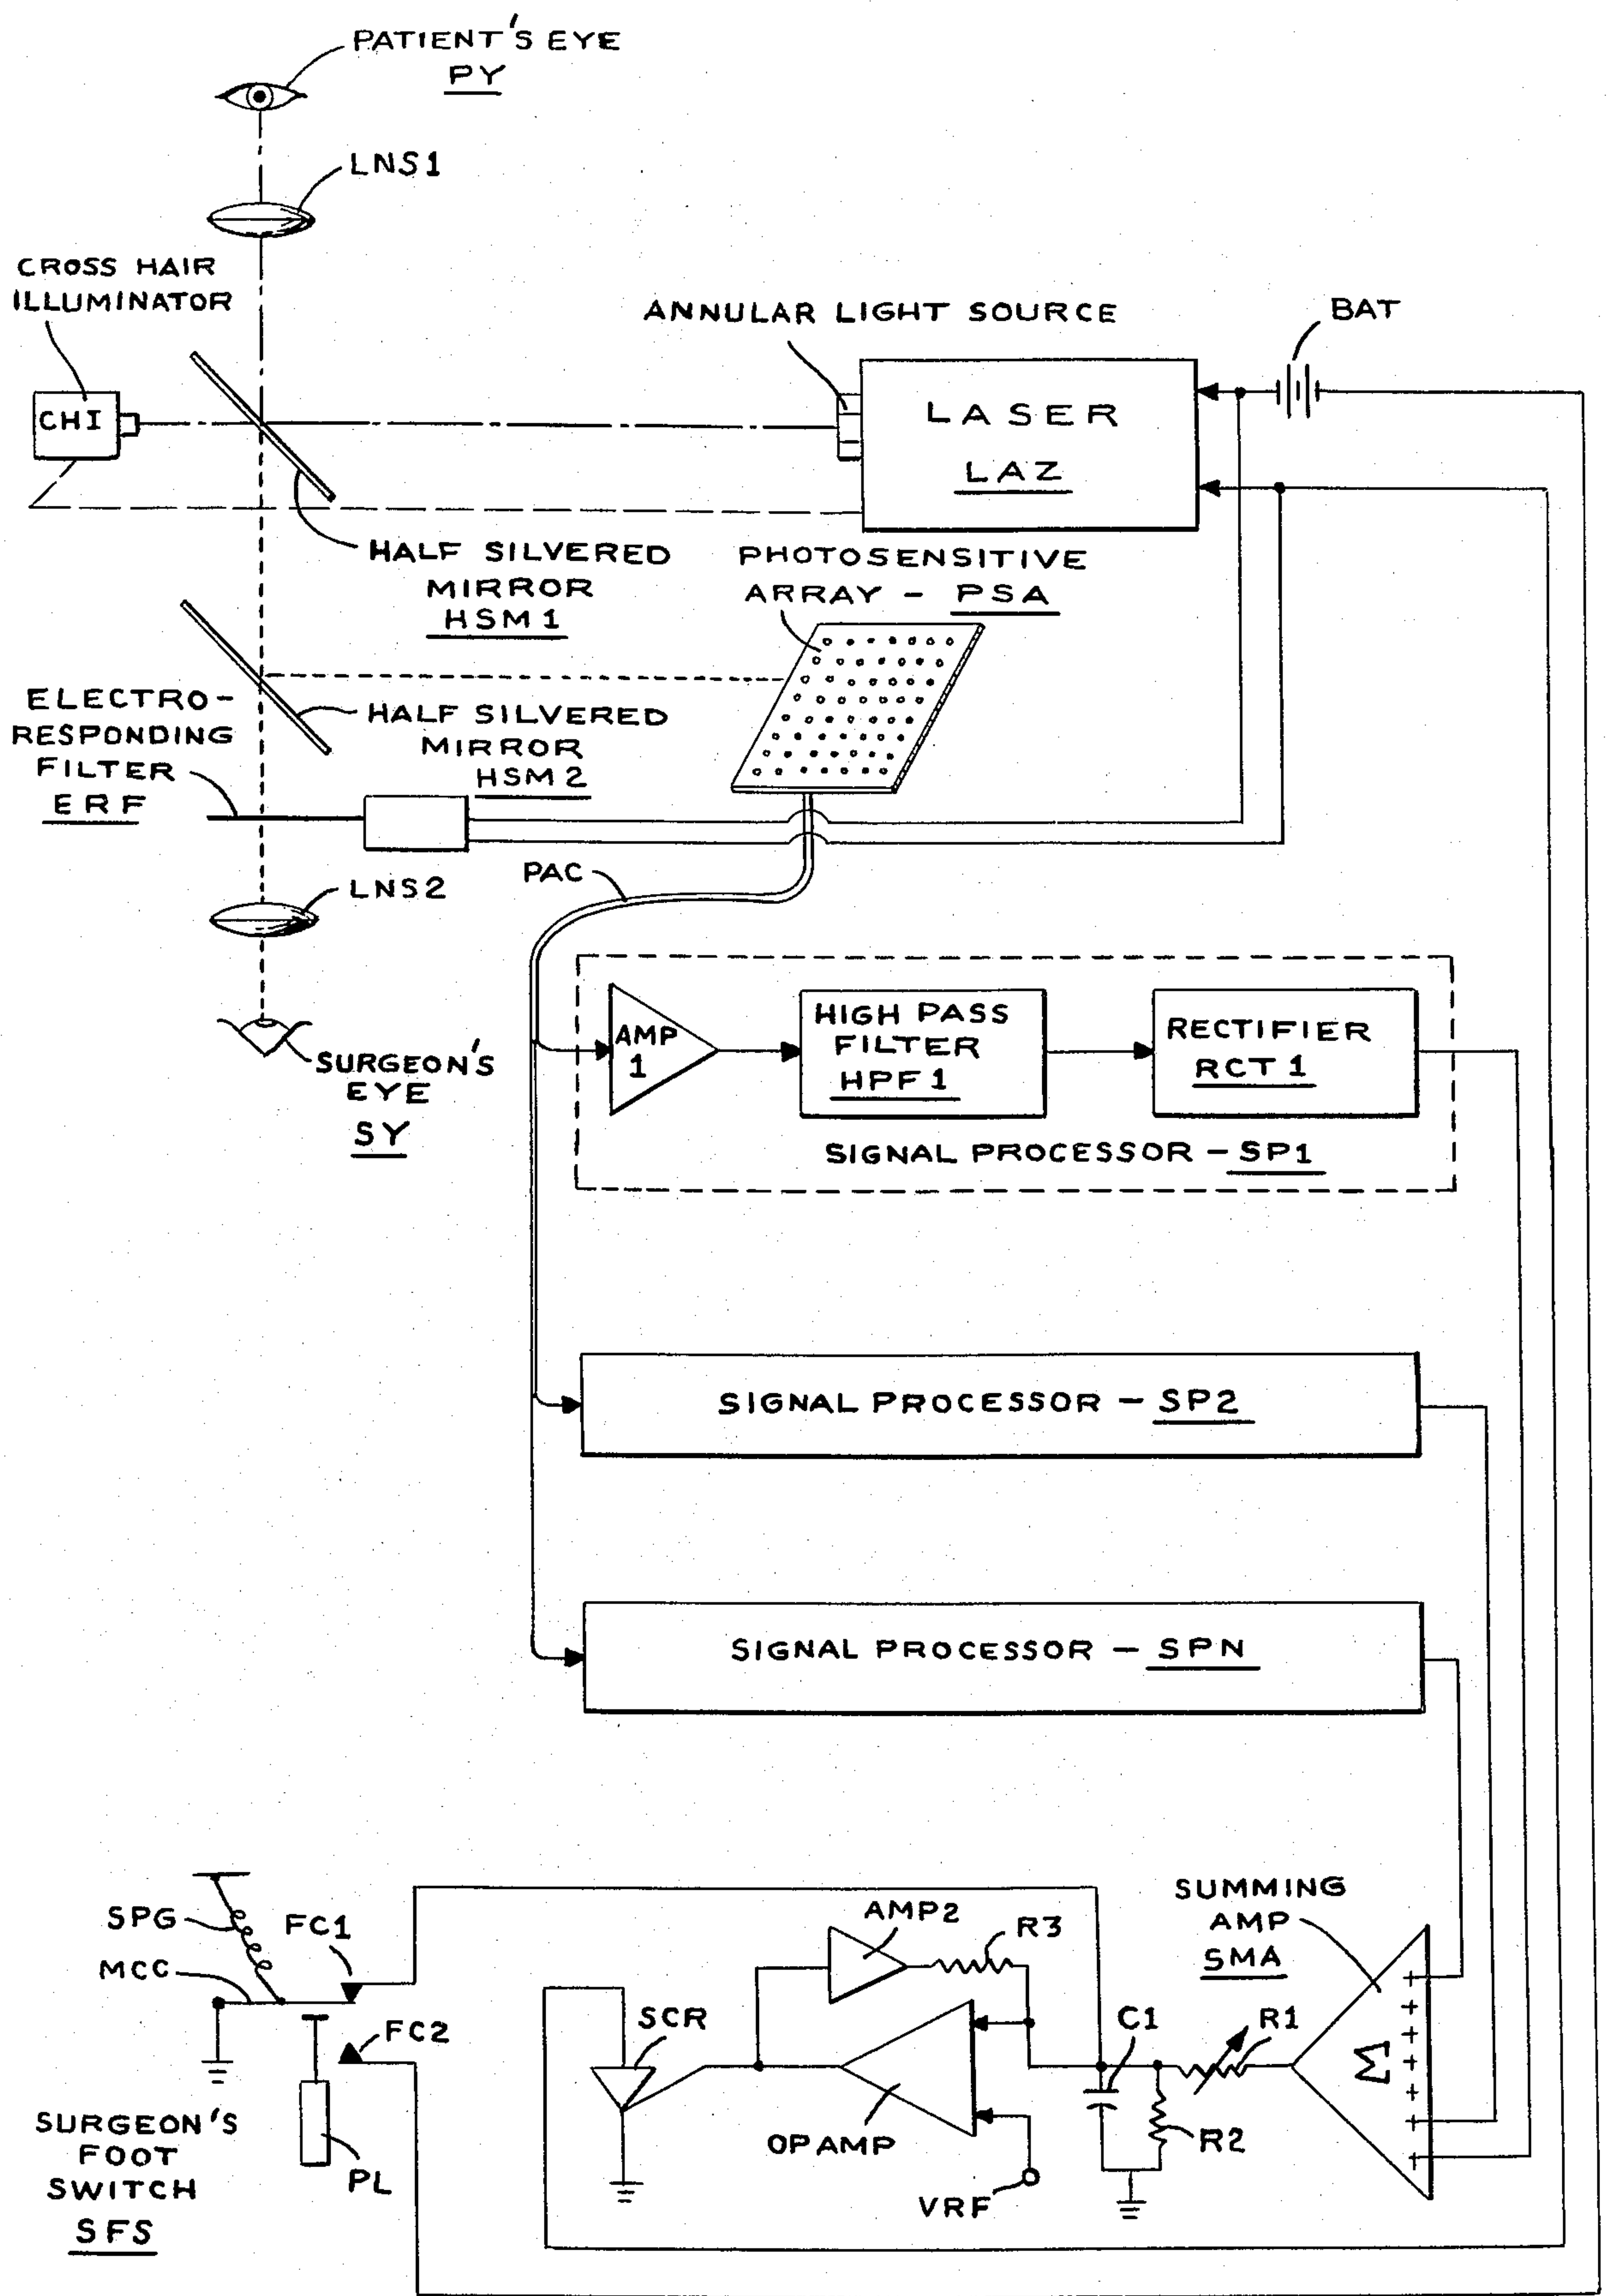 PATIENT'S EYE
PY
LNS1
CROSS HAIR
ILLUMINATOR
ANNULAR LIGHT SOURCE
BAT
CHI
LASER
LAZ
HALF SILVERED
MIRROR
HSM1
PHOTOSENSITIVE
ARRAY - PSA
ELECTRO-
RESPONDING
FILTER
ERF
HALF SILVERED
MIRROR
HSM2
PAC
LNS2
SURGEON'S
EYE
SY
AMP
1
HIGH PASS
FILTER
HPF1
RECTIFIER
RCT1
SIGNAL PROCESSOR - SP1
SIGNAL PROCESSOR - SP2
SIGNAL PROCESSOR - SPN
SPG
FC1
MCC
FC2
PL
SURGEON'S
FOOT
SWITCH
SFS
SCR
AMP2
R3
OPAMP
VRF
C1
R2
R1
SUMMING
AMP
SMA
Σ
+
+
+
+
+
+
+